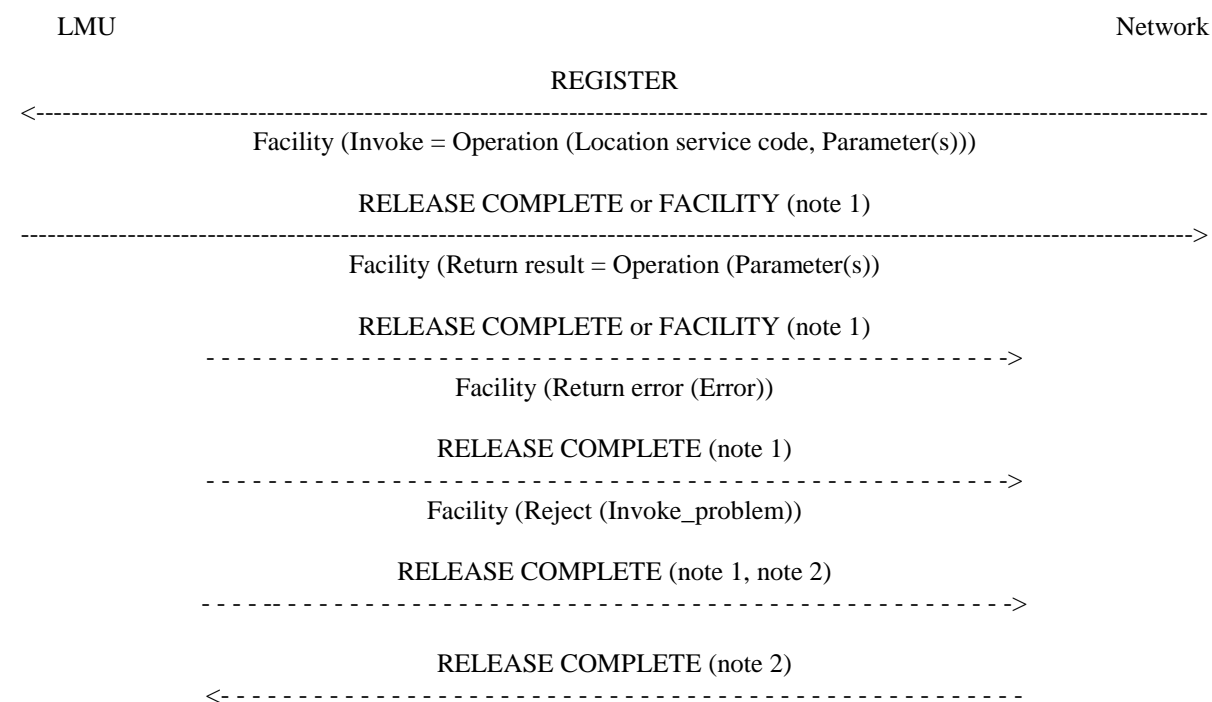 LMU Network
REGISTER
<------------------------------------------------------------------------------------------------------------------------------------
Facility (Invoke = Operation (Location service code, Parameter(s)))
RELEASE COMPLETE or FACILITY (note 1)
------------------------------------------------------------------------------------------------------------------------------------>
Facility (Return result = Operation (Parameter(s))
RELEASE COMPLETE or FACILITY (note 1)
- - - - - - - - - - - - - - - - - - - - - - - - - - - - - - - - - - - - - - - - - - - - - - - - - - - ->
Facility (Return error (Error))
RELEASE COMPLETE (note 1)
- - - - - - - - - - - - - - - - - - - - - - - - - - - - - - - - - - - - - - - - - - - - - - - - - - - ->
Facility (Reject (Invoke_problem))
RELEASE COMPLETE (note 1, note 2)
- - - - -- - - - - - - - - - - - - - - - - - - - - - - - - - - - - - - - - - - - - - - - - - - - - - - ->
RELEASE COMPLETE (note 2)
<- - - - - - - - - - - - - - - - - - - - - - - - - - - - - - - - - - - - - - - - - - - - - - - - - - - -